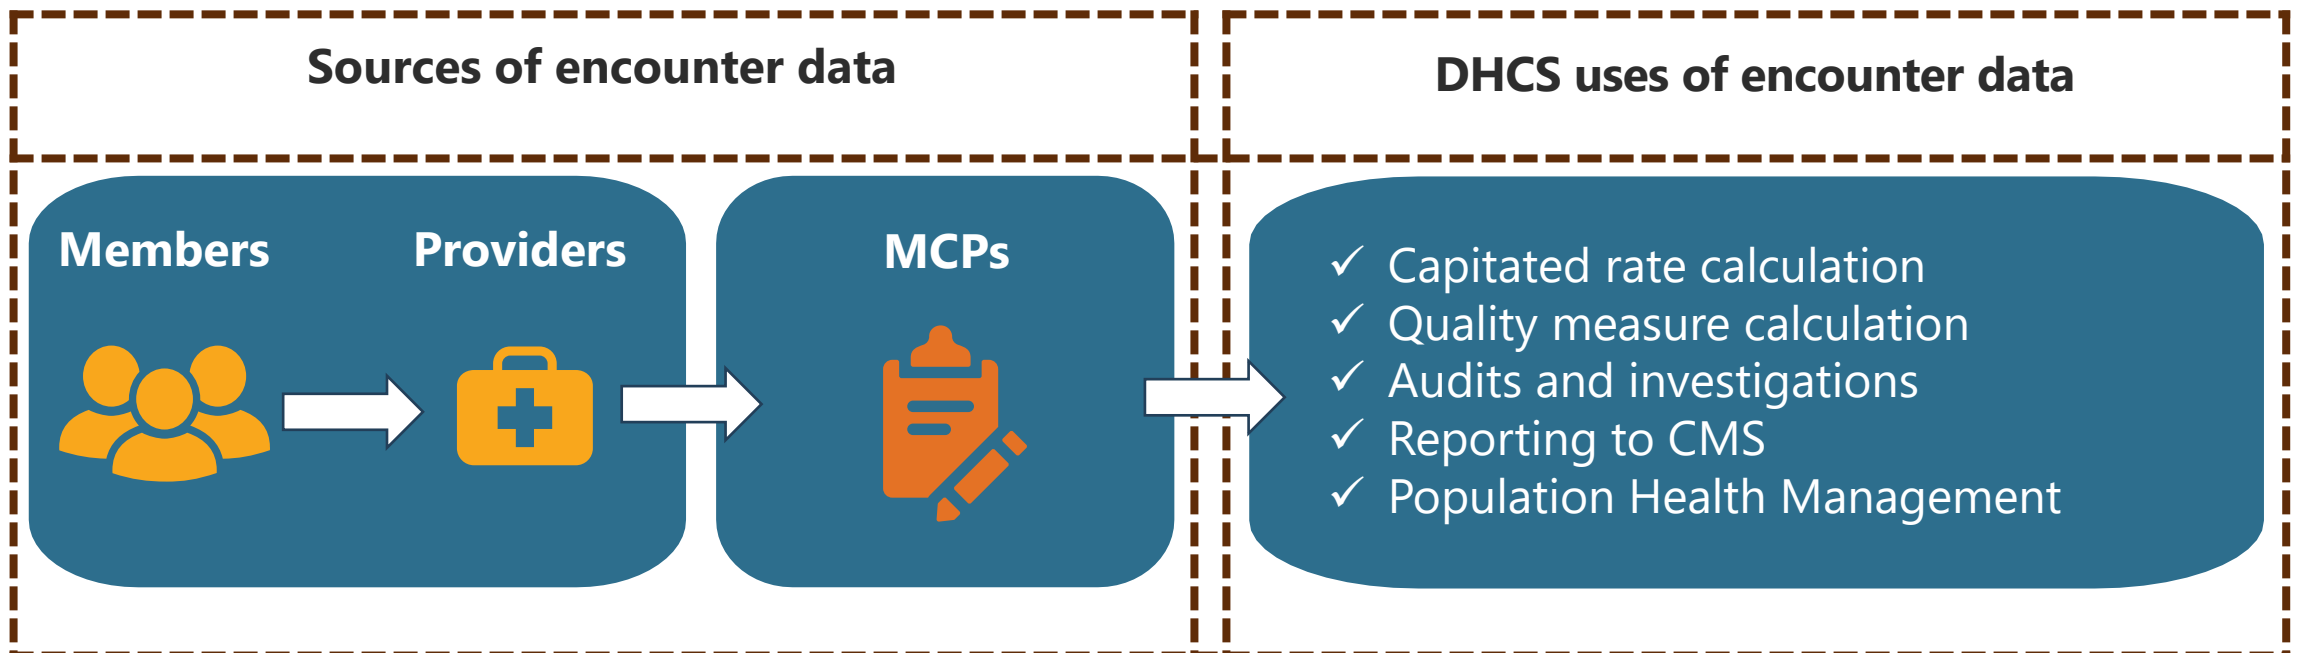 Sources of encounter data
DHCS uses of encounter data
Members
Providers
MCPs
✓ Capitated rate calculation
✓ Quality measure calculation
✓ Audits and investigations
✓ Reporting to CMS
✓ Population Health Management